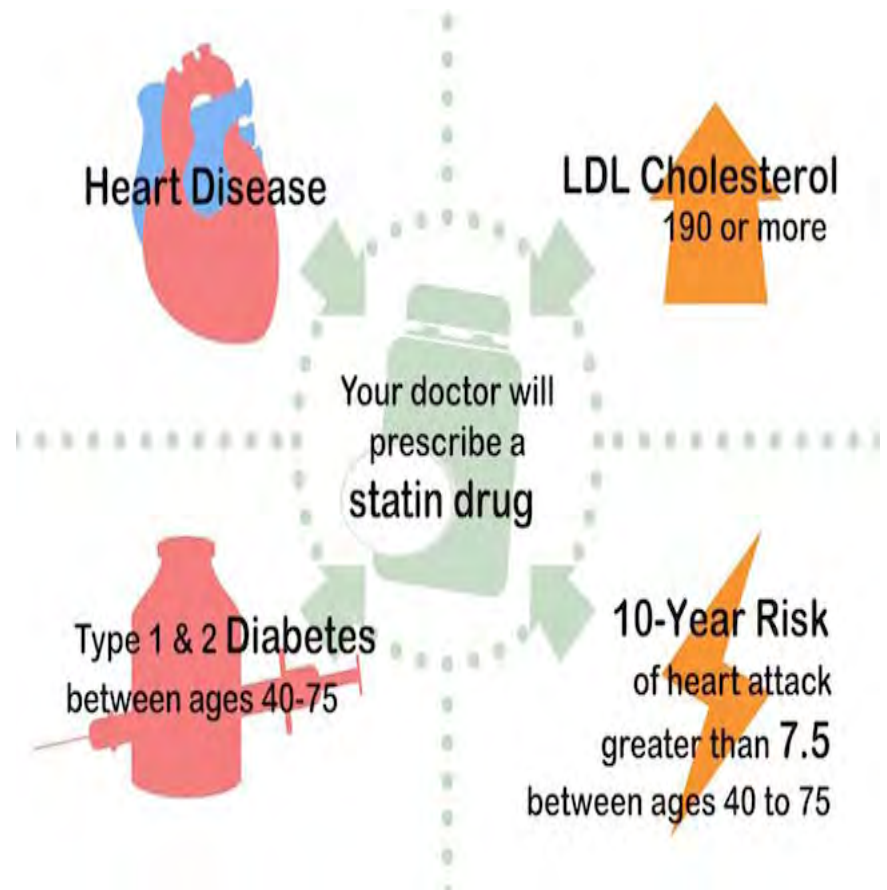 Heart Disease
LDL Cholesterol
190 or more
Your doctor will
prescribe a
statin drug
Type 1 & 2 Diabetes
between ages 40-75
10-Year Risk
of heart attack
greater than 7.5
between ages 40 to 75